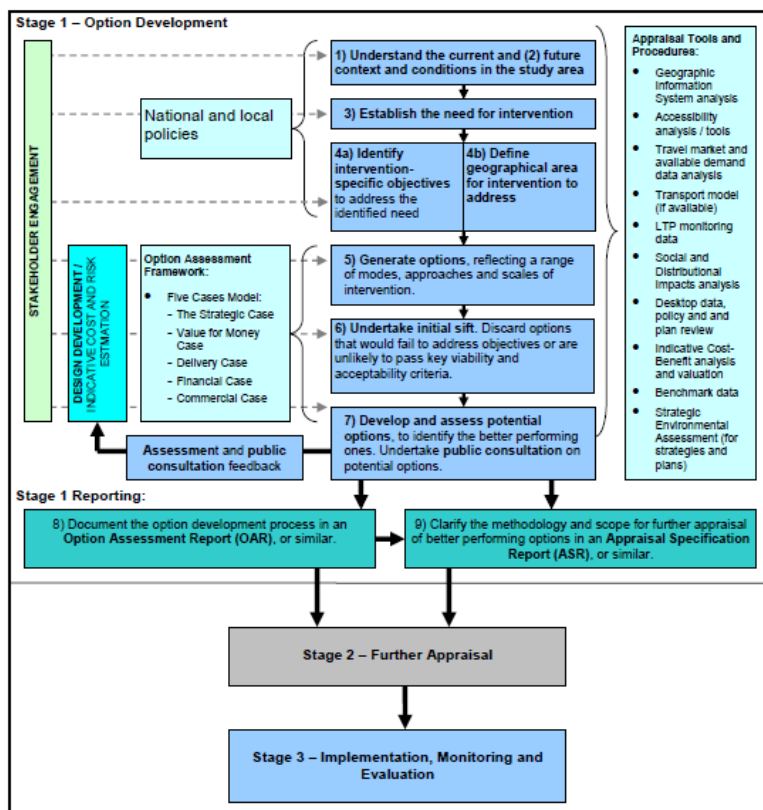 Stage 1 – Option Development
STAKEHOLDER ENGAGEMENT
National and local
policies
1) Understand the current and (2) future
context and conditions in the study area
3) Establish the need for intervention
4a) Identify
intervention-
specific objectives
to address the
identified need
4b) Define
geographical area
for intervention to
address
DESIGN DEVELOPMENT /
INDICATIVE COST AND RISK
ESTMATION
Option Assessment
Framework:
• Five Cases Model:
– The Strategic Case
– Value for Money
Case
– Delivery Case
– Financial Case
– Commercial Case
5) Generate options, reflecting a range
of modes, approaches and scales of
intervention.
6) Undertake initial sift. Discard options
that would fail to address objectives or are
unlikely to pass key viability and
acceptability criteria.
7) Develop and assess potential
options, to identify the better performing
ones. Undertake public consultation on
potential options.
Assessment and public
consultation feedback
Appraisal Tools and
Procedures:
• Geographic
Information
System analysis
• Accessibility
analysis / tools
• Travel market and
available demand
data analysis
• Transport model
(if available)
• LTP monitoring
data
• Social and
Distributional
Impacts analysis
• Desktop data,
policy and and
plan review
• Indicative Cost-
Benefit analysis
and valuation
• Benchmark data
• Strategic
Environmental
Assessment (for
strategies and
plans)
Stage 1 Reporting:
8) Document the option development process in an
Option Assessment Report (OAR), or similar.
9) Clarify the methodology and scope for further appraisal
of better performing options in an Appraisal Specification
Report (ASR), or similar.
Stage 2 – Further Appraisal
Stage 3 – Implementation, Monitoring and
Evaluation